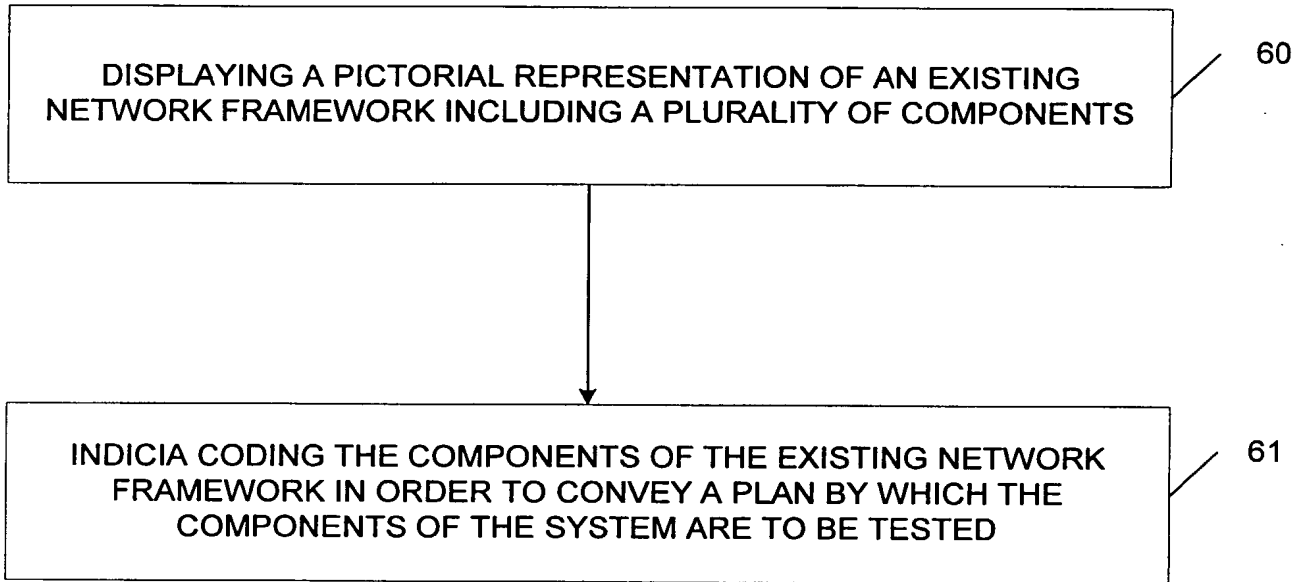 DISPLAYING A PICTORIAL REPRESENTATION OF AN EXISTING
NETWORK FRAMEWORK INCLUDING A PLURALITY OF COMPONENTS
60
INDICIA CODING THE COMPONENTS OF THE EXISTING NETWORK
FRAMEWORK IN ORDER TO CONVEY A PLAN BY WHICH THE
COMPONENTS OF THE SYSTEM ARE TO BE TESTED
61